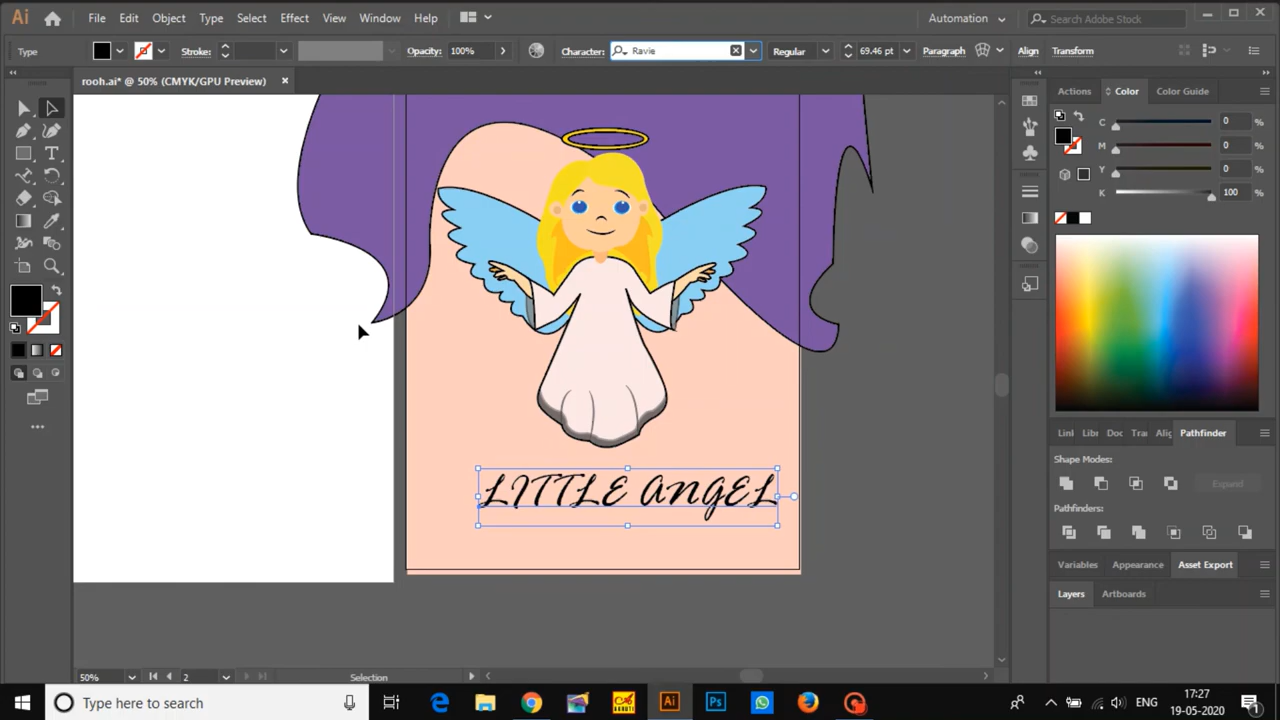 Ai File Edit Object Type Select Effect View Window Help Automation Search Adobe Stock
Type Stroke: Opacity: 100% Character: Ravie Regular 69.46 pt Paragraph Align Transform
rooh.ai* @ 50% (CMYK/GPU Preview)
Actions Color Color Guide
C 0 %
M 0 %
Y 0 %
K 100 %
Pathfinder
Shape Modes:
Expand
Pathfinders:
LITTLE ANGEL
Variables Appearance Asset Export
Layers Artboards
50% 2 Selection
Type here to search
Ai Ps ENG 17:27
19-05-2020
1